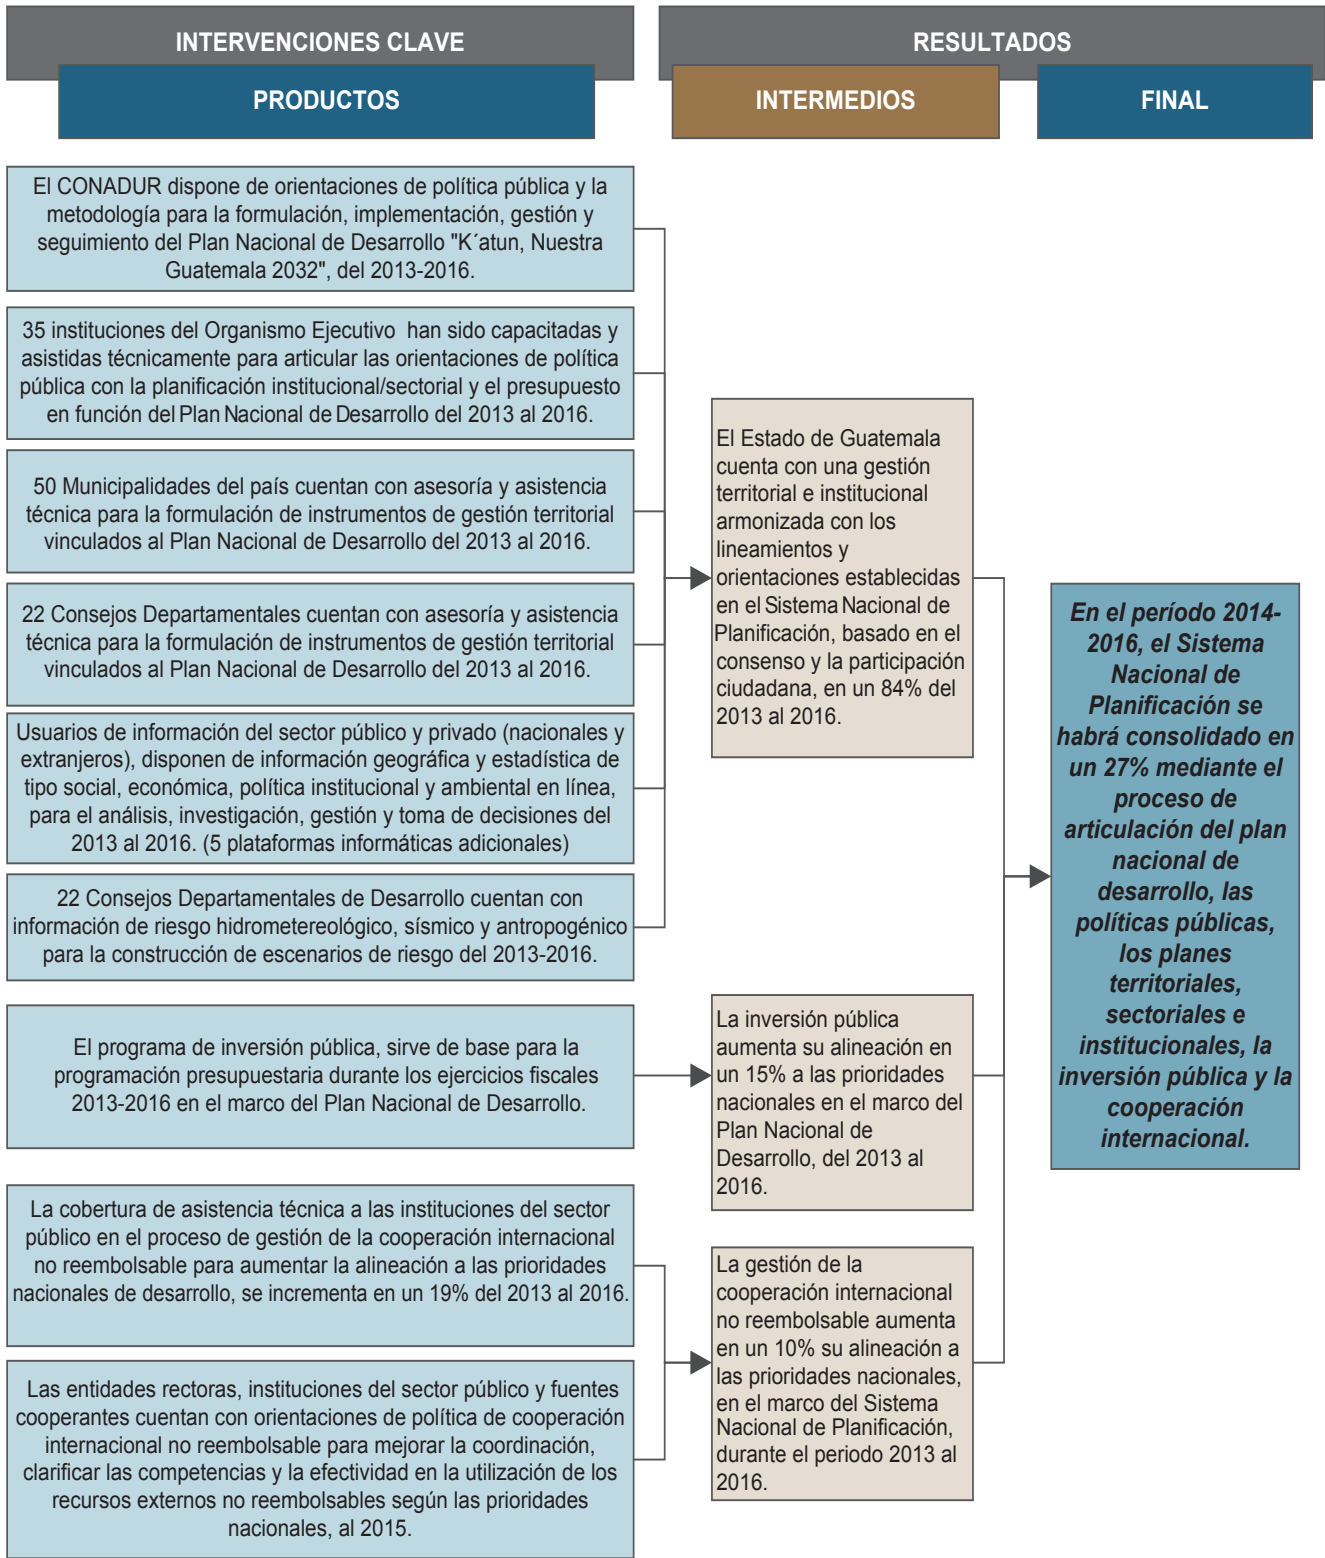 INTERVENCIONES CLAVE
PRODUCTOS
RESULTADOS
INTERMEDIOS
FINAL
El CONADUR dispone de orientaciones de política pública y la
metodología para la formulación, implementación, gestión y
seguimiento del Plan Nacional de Desarrollo "K´atun, Nuestra
Guatemala 2032", del 2013-2016.
35 instituciones del Organismo Ejecutivo han sido capacitadas y
asistidas técnicamente para articular las orientaciones de política
pública con la planificación institucional/sectorial y el presupuesto
en función del Plan Nacional de Desarrollo del 2013 al 2016.
50 Municipalidades del país cuentan con asesoría y asistencia
técnica para la formulación de instrumentos de gestión territorial
vinculados al Plan Nacional de Desarrollo del 2013 al 2016.
22 Consejos Departamentales cuentan con asesoría y asistencia
técnica para la formulación de instrumentos de gestión territorial
vinculados al Plan Nacional de Desarrollo del 2013 al 2016.
Usuarios de información del sector público y privado (nacionales y
extranjeros), disponen de información geográfica y estadística de
tipo social, económica, política institucional y ambiental en línea,
para el análisis, investigación, gestión y toma de decisiones del
2013 al 2016. (5 plataformas informáticas adicionales)
22 Consejos Departamentales de Desarrollo cuentan con
información de riesgo hidrometereológico, sísmico y antropogénico
para la construcción de escenarios de riesgo del 2013-2016.
El programa de inversión pública, sirve de base para la
programación presupuestaria durante los ejercicios fiscales
2013-2016 en el marco del Plan Nacional de Desarrollo.
La cobertura de asistencia técnica a las instituciones del sector
público en el proceso de gestión de la cooperación internacional
no reembolsable para aumentar la alineación a las prioridades
nacionales de desarrollo, se incrementa en un 19% del 2013 al 2016.
Las entidades rectoras, instituciones del sector público y fuentes
cooperantes cuentan con orientaciones de política de cooperación
internacional no reembolsable para mejorar la coordinación,
clarificar las competencias y la efectividad en la utilización de los
recursos externos no reembolsables según las prioridades
nacionales, al 2015.
El Estado de Guatemala
cuenta con una gestión
territorial e institucional
armonizada con los
lineamientos y
orientaciones establecidas
en el Sistema Nacional de
Planificación, basado en el
consenso y la participación
ciudadana, en un 84% del
2013 al 2016.
La inversión pública
aumenta su alineación en
un 15% a las prioridades
nacionales en el marco del
Plan Nacional de
Desarrollo, del 2013 al
2016.
La gestión de la
cooperación internacional
no reembolsable aumenta
en un 10% su alineación a
las prioridades nacionales,
en el marco del Sistema
Nacional de Planificación,
durante el periodo 2013 al
2016.
En el período 2014-
2016, el Sistema
Nacional de
Planificación se
habrá consolidado en
un 27% mediante el
proceso de
articulación del plan
nacional de
desarrollo, las
políticas públicas,
los planes
territoriales,
sectoriales e
institucionales, la
inversión pública y la
cooperación
internacional.